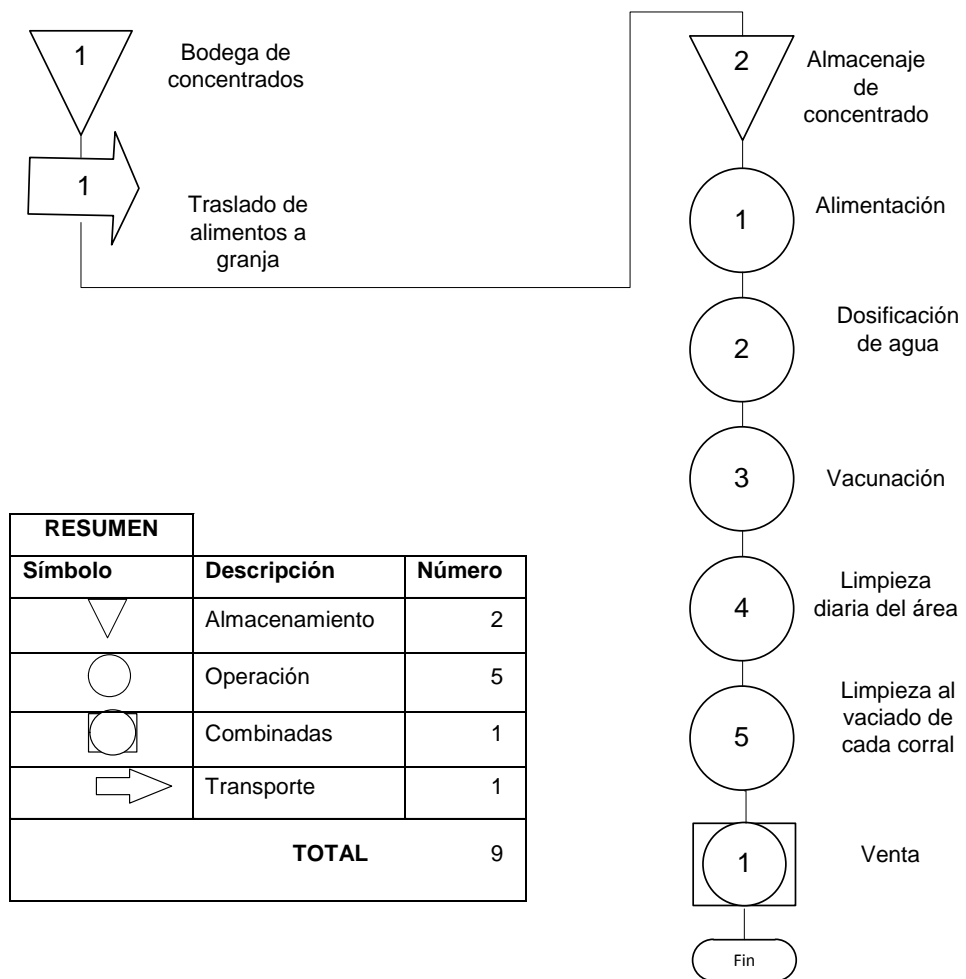 1
Bodega de
concentrados
1
Traslado de
alimentos a
granja
2
Almacenaje
de
concentrado
1
Alimentación
2
Dosificación
de agua
3
Vacunación
4
Limpieza
diaria del área
5
Limpieza al
vaciado de
cada corral
1
Venta
Fin
RESUMEN
Símbolo Descripción Número
Almacenamiento 2
Operación 5
Combinadas 1
Transporte 1
TOTAL 9